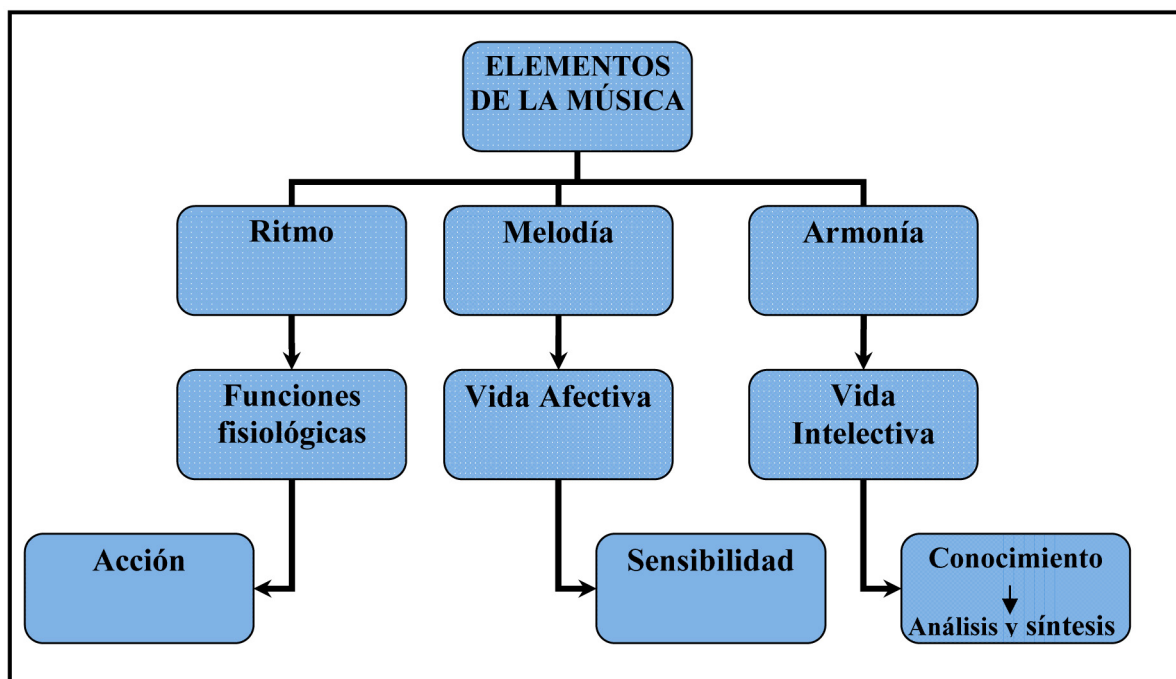 ELEMENTOS
DE LA MÚSICA
Ritmo
Melodía
Armonía
Funciones
fisiológicas
Vida Afectiva
Vida
Intelectiva
Acción
Sensibilidad
Conocimiento
Análisis y síntesis